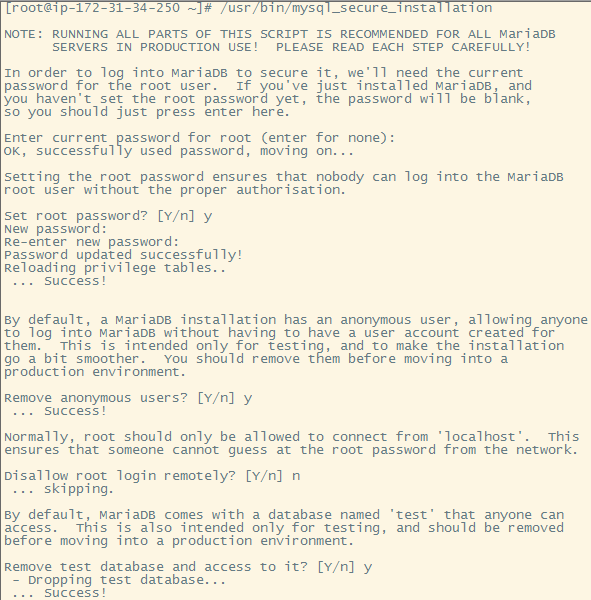 [root@ip-172-31-34-250 ~]# /usr/bin/mysql_secure_installation
NOTE: RUNNING ALL PARTS OF THIS SCRIPT IS RECOMMENDED FOR ALL MariaDB
SERVERS IN PRODUCTION USE!  PLEASE READ EACH STEP CAREFULLY!
In order to log into MariaDB to secure it, we'll need the current
password for the root user.  If you've just installed MariaDB, and
you haven't set the root password yet, the password will be blank,
so you should just press enter here.
Enter current password for root (enter for none):
OK, successfully used password, moving on...
Setting the root password ensures that nobody can log into the MariaDB
root user without the proper authorisation.
Set root password? [Y/n] y
New password:
Re-enter new password:
Password updated successfully!
Reloading privilege tables..
... Success!
By default, a MariaDB installation has an anonymous user, allowing anyone
to log into MariaDB without having to have a user account created for
them.  This is intended only for testing, and to make the installation
go a bit smoother.  You should remove them before moving into a
production environment.
Remove anonymous users? [Y/n] y
... Success!
Normally, root should only be allowed to connect from 'localhost'.  This
ensures that someone cannot guess at the root password from the network.
Disallow root login remotely? [Y/n] n
... skipping.
By default, MariaDB comes with a database named 'test' that anyone can
access.  This is also intended only for testing, and should be removed
before moving into a production environment.
Remove test database and access to it? [Y/n] y
- Dropping test database...
... Success!